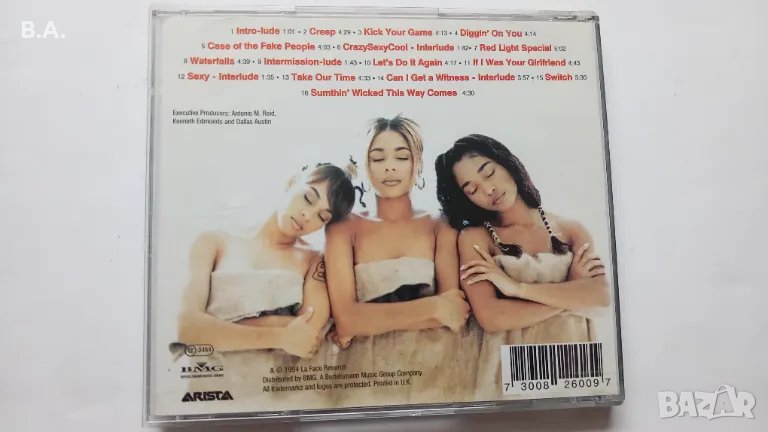 B.A.
1 Intro-lude 1:01 • 2 Creep 4:29 • 3 Kick Your Game 4:13 • 4 Diggin' On You 4:14
5 Case of the Fake People 4:03 • 6 CrazySexyCool - Interlude 1:42 • 7 Red Light Special 5:02
8 Waterfalls 4:39 • 9 Intermission-lude 1:46 • 10 Let's Do It Again 4:17 • 11 If I Was Your Girlfriend 4:43
12 Sexy - Interlude 1:35 • 13 Take Our Time 4:33 • 14 Can I Get a Witness - Interlude 3:57 • 15 Switch 3:30
16 Sumthin' Wicked This Way Comes 4:30
Executive Producers: Antonio M. Reid,
Kenneth Edmonds and Dallas Austin
LC 3484
BMG
ARISTA
& © 1994 La Face Records
Distributed by BMG. A Bertelsmann Music Group Company.
All trademarks and logos are protected. Printed in U.K.
7 3008 26009 7
BAZAR